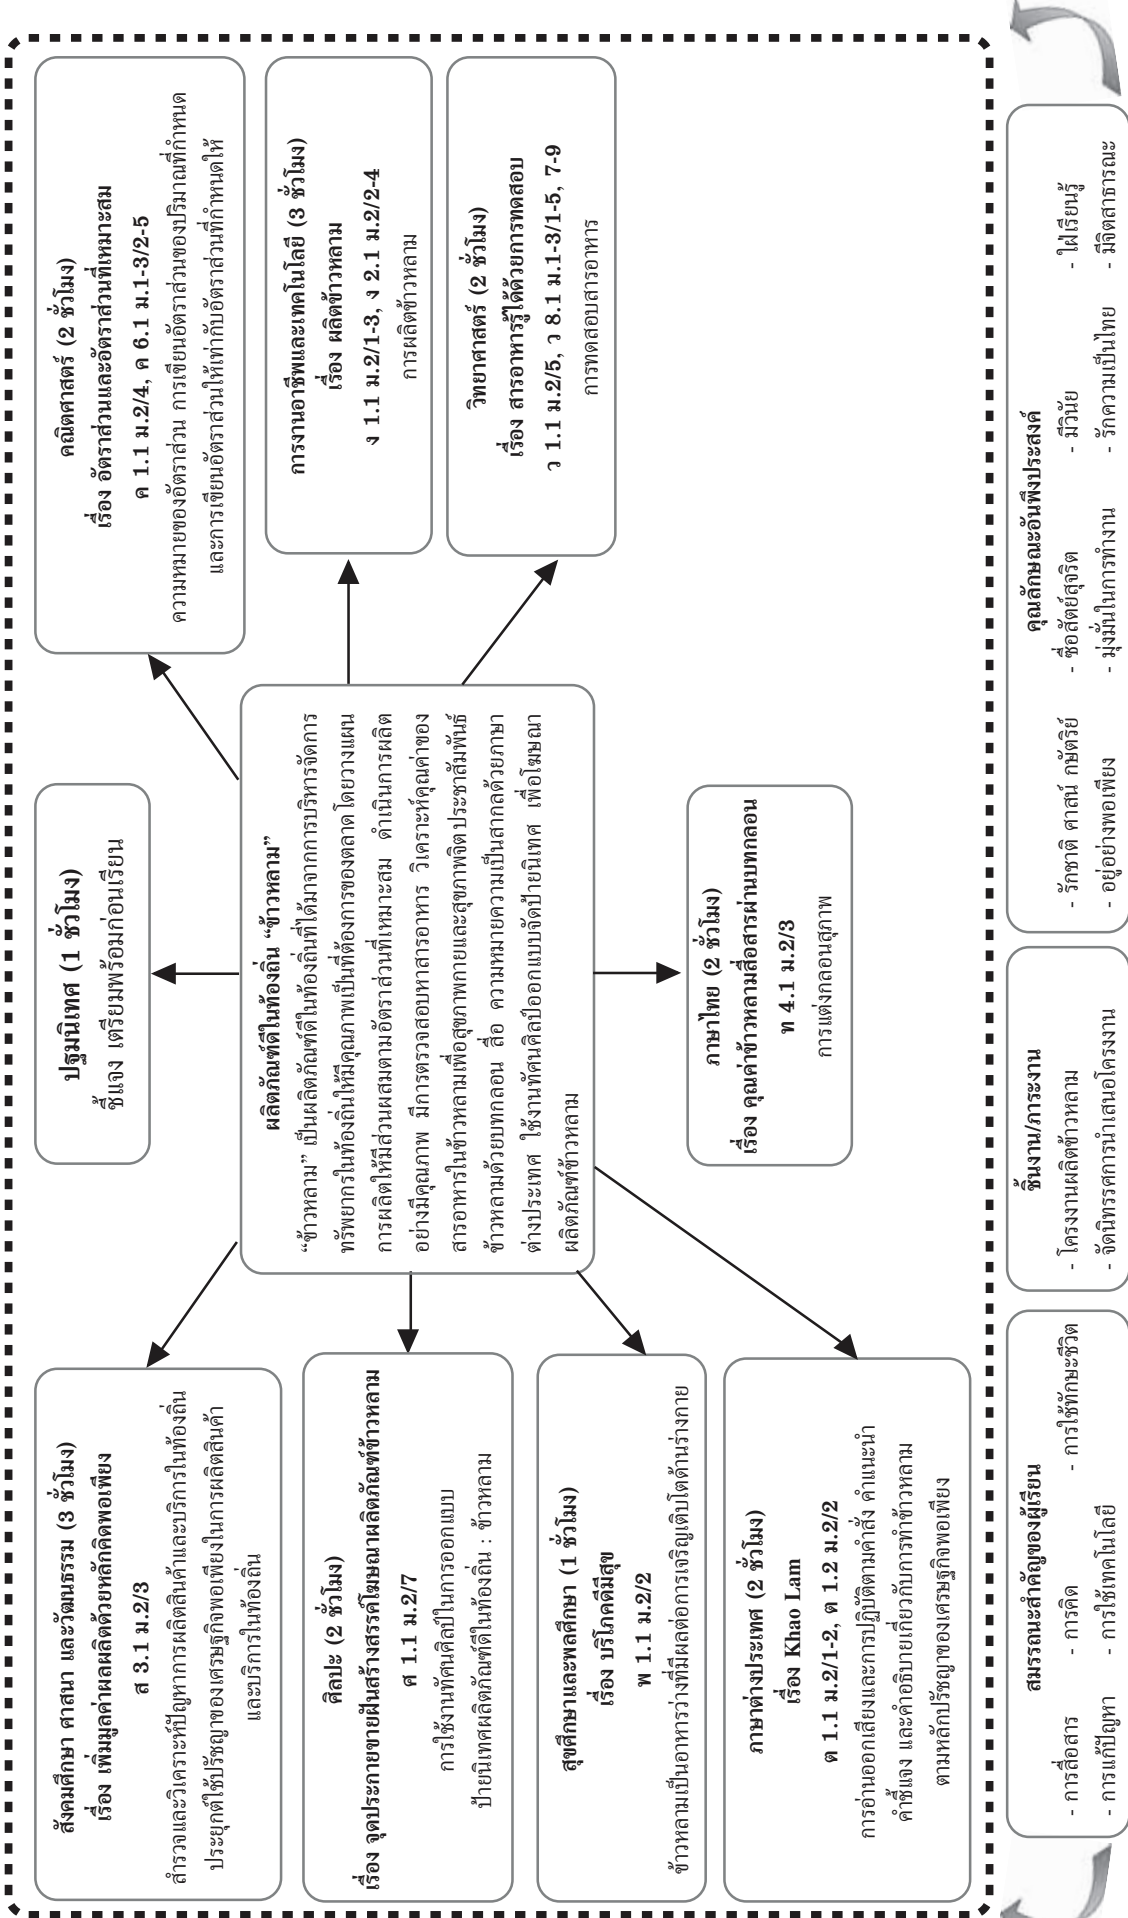 สังคมศึกษา ศาสนา และวัฒนธรรม (3 ชั่วโมง)
เรื่อง เพิ่มมูลค่าผลผลิตด้วยหลักคิดพอเพียง
ส 3.1 ม.2/3
สำรวจและวิเคราะห์ปัญหาการผลิตสินค้าและบริการในท้องถิ่น
ประยุกต์ใช้ปรัชญาของเศรษฐกิจพอเพียงในการผลิตสินค้า
และบริการในท้องถิ่น
ปฐมนิเทศ (1 ชั่วโมง)
ชี้แจง เตรียมพร้อมก่อนเรียน
คณิตศาสตร์ (2 ชั่วโมง)
เรื่อง อัตราส่วนและอัตราส่วนที่เหมาะสม
ค 1.1 ม.2/4, ค 6.1 ม.1-3/2-5
ความหมายของอัตราส่วน การเขียนอัตราส่วนของปริมาณที่กำหนด
และการเขียนอัตราส่วนให้เท่ากับอัตราส่วนที่กำหนดให้
ศิลปะ (2 ชั่วโมง)
เรื่อง จุดประกายขายฝันสร้างสรรค์โฆษณาผลิตภัณฑ์ข้าวหลาม
ศ 1.1 ม.2/7
การใช้งานทัศนศิลป์ในการออกแบบ
ป้ายนิเทศผลิตภัณฑ์ดีในท้องถิ่น : ข้าวหลาม
ผลิตภัณฑ์ดีในท้องถิ่น “ข้าวหลาม”
“ข้าวหลาม” เป็นผลิตภัณฑ์ดีในท้องถิ่นที่ได้มาจากการบริหารจัดการ
ทรัพยากรในท้องถิ่นให้มีคุณภาพเป็นที่ต้องการของตลาด โดยวางแผน
การผลิตให้มีส่วนผสมตามอัตราส่วนที่เหมาะสม ดำเนินการผลิต
อย่างมีคุณภาพ มีการตรวจสอบหาสารอาหาร วิเคราะห์คุณค่าของ
สารอาหารในข้าวหลามเพื่อสุขภาพกายและสุขภาพจิต ประชาสัมพันธ์
ข้าวหลามด้วยบทกลอน สื่อ ความหมายความเป็นสากลด้วยภาษา
ต่างประเทศ ใช้งานทัศนศิลป์ออกแบบจัดป้ายนิเทศ เพื่อโฆษณา
ผลิตภัณฑ์ข้าวหลาม
การงานอาชีพและเทคโนโลยี (3 ชั่วโมง)
เรื่อง ผลิตข้าวหลาม
ง 1.1 ม.2/1-3, ง 2.1 ม.2/2-4
การผลิตข้าวหลาม
สุขศึกษาและพลศึกษา (1 ชั่วโมง)
เรื่อง บริโภคดีมีสุข
พ 1.1 ม.2/2
ข้าวหลามเป็นอาหารว่างที่มีผลต่อการเจริญเติบโตด้านร่างกาย
วิทยาศาสตร์ (2 ชั่วโมง)
เรื่อง สารอาหารรู้ได้ด้วยการทดสอบ
ว 1.1 ม.2/5, ว 8.1 ม.1-3/1-5, 7-9
การทดสอบสารอาหาร
ภาษาต่างประเทศ (2 ชั่วโมง)
เรื่อง Khao Lam
ต 1.1 ม.2/1-2, ต 1.2 ม.2/2
การอ่านออกเสียงและการปฏิบัติตามคำสั่ง คำแนะนำ
คำชี้แจง และคำอธิบายเกี่ยวกับการทำข้าวหลาม
ตามหลักปรัชญาของเศรษฐกิจพอเพียง
ภาษาไทย (2 ชั่วโมง)
เรื่อง คุณค่าข้าวหลามสื่อสารผ่านบทกลอน
ท 4.1 ม.2/3
การแต่งกลอนสุภาพ
สมรรถนะสำคัญของผู้เรียน
- การสื่อสาร - การคิด - การใช้ทักษะชีวิต
- การแก้ปัญหา - การใช้เทคโนโลยี
ชิ้นงาน/ภาระงาน
- โครงงานผลิตข้าวหลาม
- จัดนิทรรศการนำเสนอโครงงาน
คุณลักษณะอันพึงประสงค์
- รักชาติ ศาสน์ กษัตริย์ - ซื่อสัตย์สุจริต - มีวินัย - ใฝ่เรียนรู้
- อยู่อย่างพอเพียง - มุ่งมั่นในการทำงาน - รักความเป็นไทย - มีจิตสาธารณะ